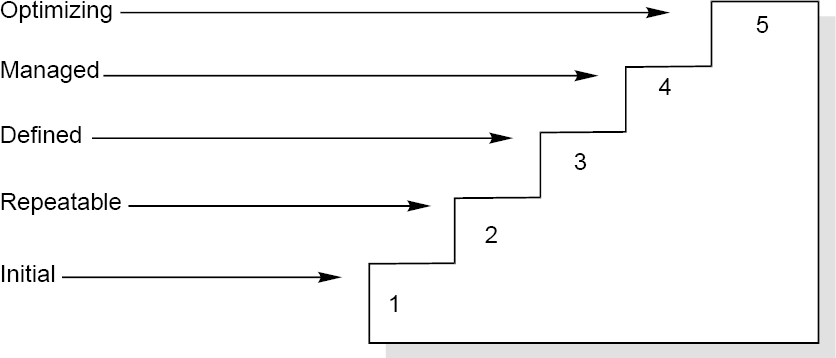 Optimizing
5
Managed
4
Defined
3
Repeatable
2
Initial
1